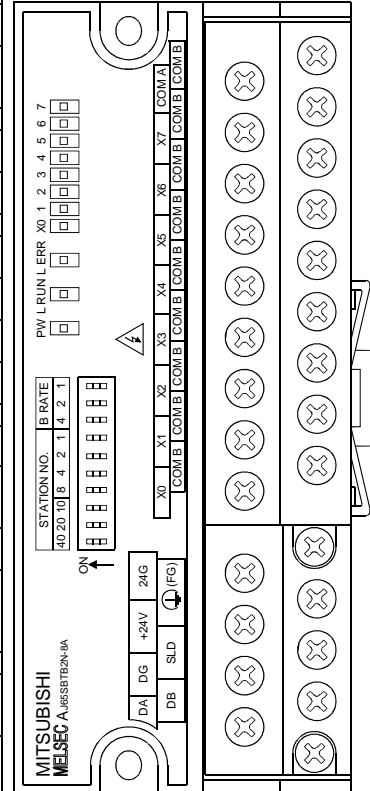 MITSUBISHI
MELSEC AJ65SBTB2N-8A
DA DG +24V 24G
DB SLD (FG)
ON
STATION NO. B RATE
40 20 10 8 4 2 1 4 2 1
PW L RUN L ERR X0 1 2 3 4 5 6 7
X0 X1 X2 X3 X4 X5 X6 X7 COM A
COM B COM B COM B COM B COM B COM B COM B COM B COM B